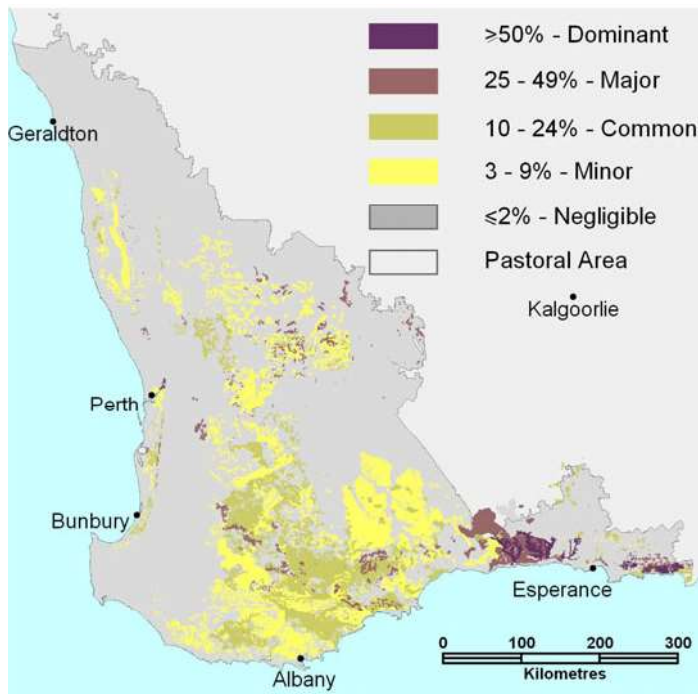 ⩾50% - Dominant
25 - 49% - Major
10 - 24% - Common
3 - 9% - Minor
⩽2% - Negligible
Pastoral Area
Geraldton
Kalgoorlie
Perth
Bunbury
Esperance
Albany
0 100 200 300
Kilometres